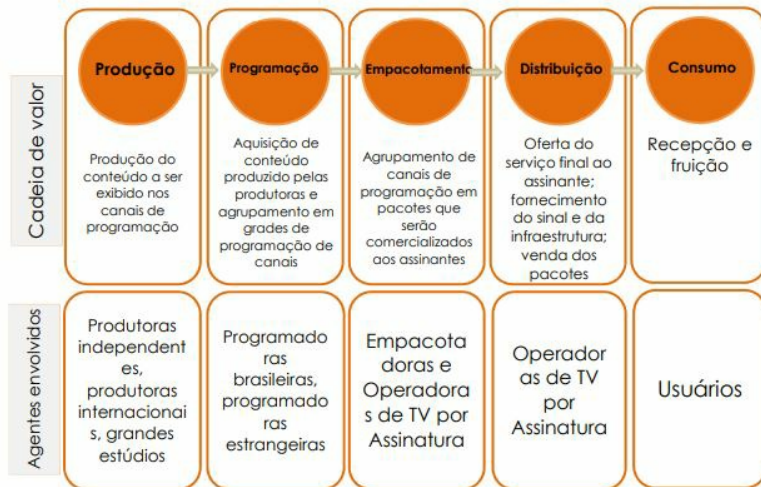 Cadeia de valor
Produção
Produção do
conteúdo a ser
exibido nos
canais de
programação
Programação
Aquisição de
conteúdo
produzido pelas
produtoras e
agrupamento em
grades de
programação de
canais
Empacotamento
Agrupamento de
canais de
programação em
pacotes que
serão
comercializados
aos assinantes
Distribuição
Oferta do
serviço final ao
assinante;
fornecimento
do sinal e da
infraestrutura;
venda dos
pacotes
Consumo
Recepção e
fruição
Agentes envolvidos
Produtoras
independent
es,
produtoras
internacionai
s, grandes
estúdios
Programado
ras
brasileiras,
programado
ras
estrangeiras
Empacota
doras e
Operadora
s de TV por
Assinatura
Operador
as de TV
por
Assinatura
Usuários